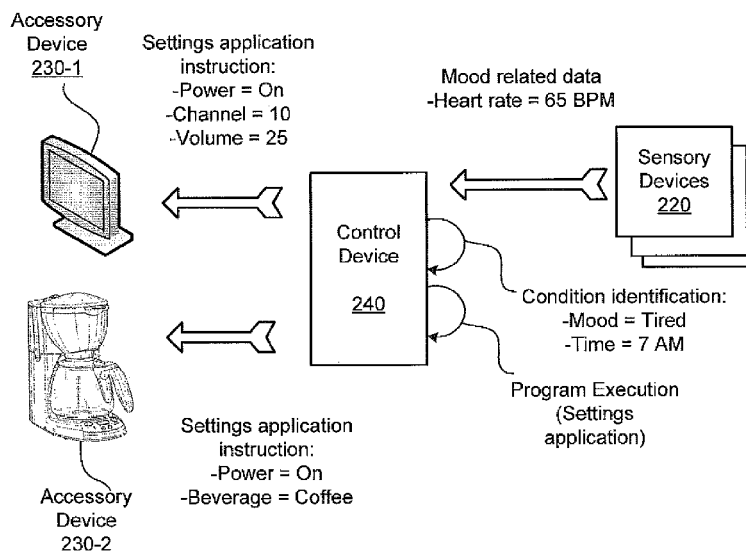 Accessory
Device
230-1
Settings application
instruction:
-Power = On
-Channel = 10
-Volume = 25
Mood related data
-Heart rate = 65 BPM
Sensory
Devices
220
Control
Device
240
Condition identification:
-Mood = Tired
-Time = 7 AM
Program Execution
(Settings
application)
Settings application
instruction:
-Power = On
-Beverage = Coffee
Accessory
Device
230-2